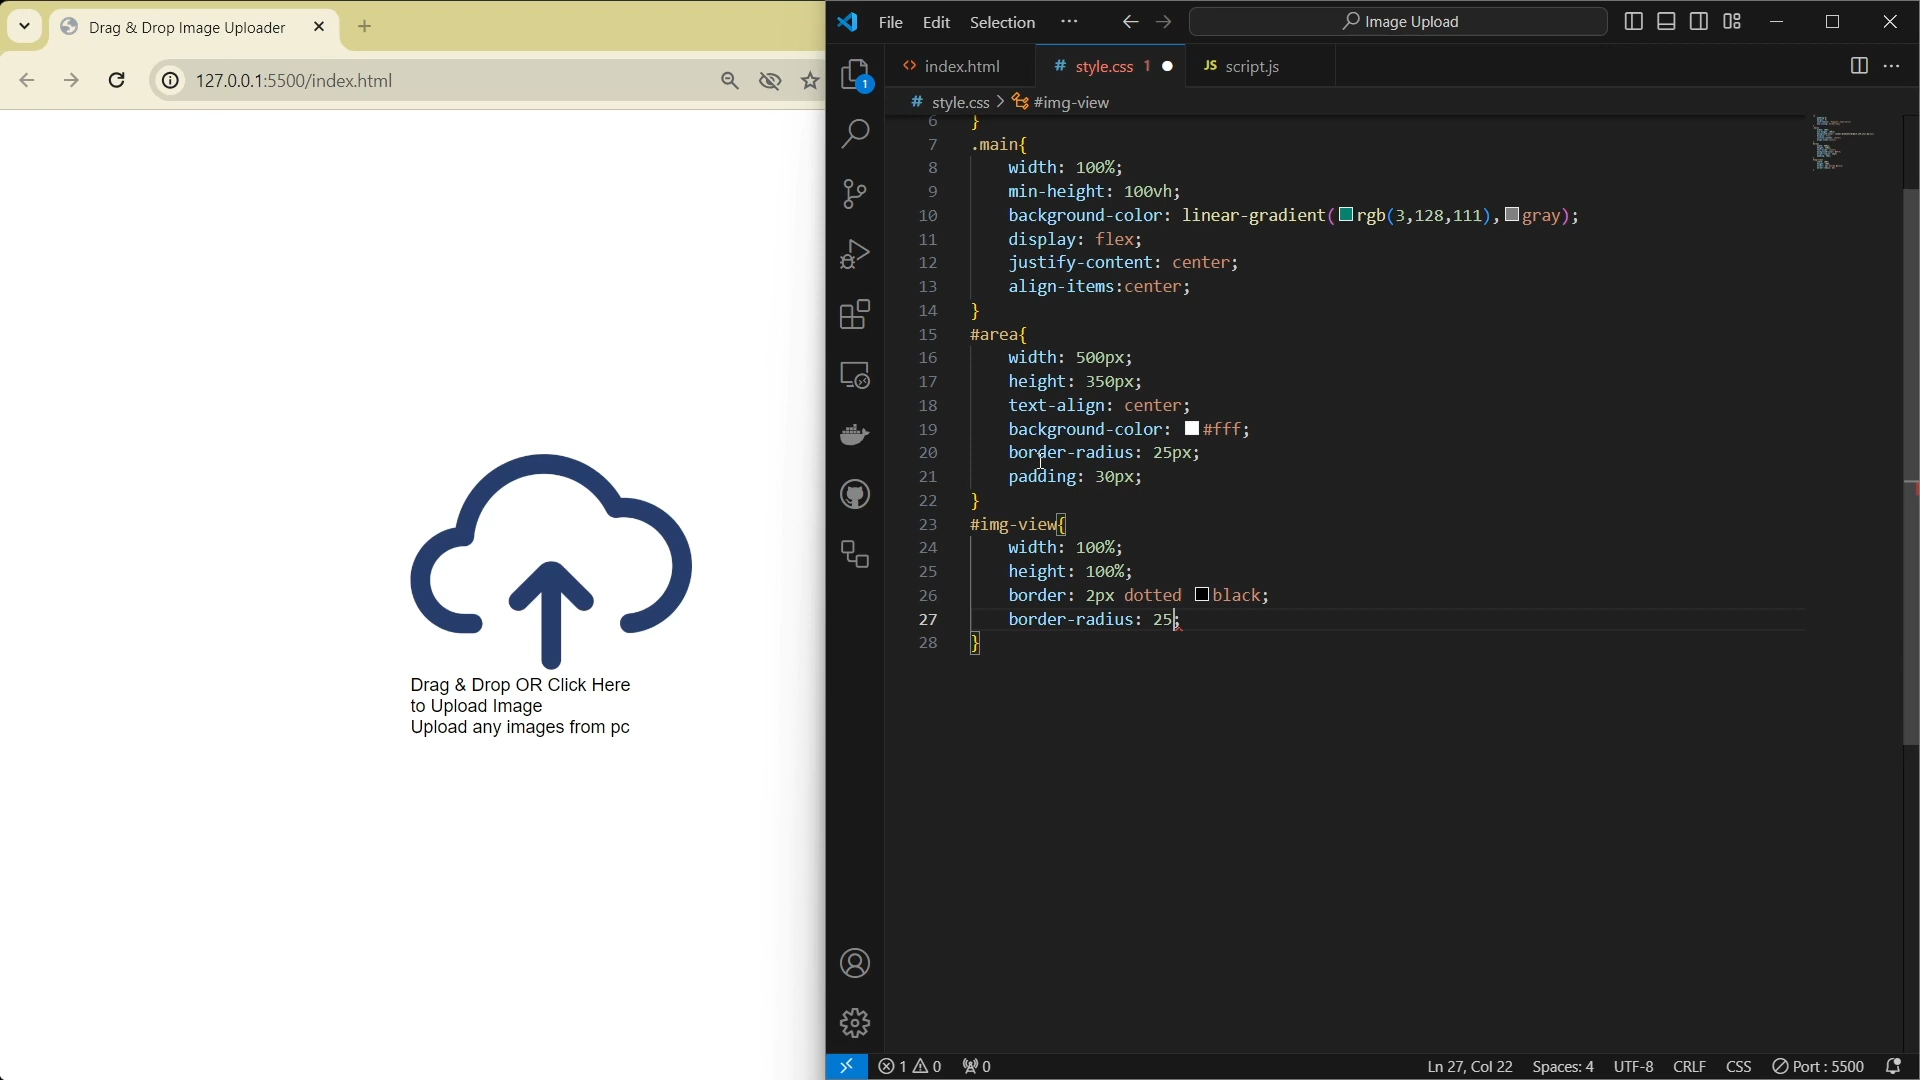 Drag & Drop Image Uploader
127.0.0.1:5500/index.html
Drag & Drop OR Click Here
to Upload Image
Upload any images from pc
File Edit Selection
Image Upload
1
index.html
# style.css 1
JS script.js
# style.css > #img-view
6 }
7 .main{
8 width: 100%;
9 min-height: 100vh;
10 background-color: linear-gradient(rgb(3,128,111),gray);
11 display: flex;
12 justify-content: center;
13 align-items:center;
14 }
15 #area{
16 width: 500px;
17 height: 350px;
18 text-align: center;
19 background-color: #fff;
20 border-radius: 25px;
21 padding: 30px;
22 }
23 #img-view{
24 width: 100%;
25 height: 100%;
26 border: 2px dotted black;
27 border-radius: 25;
28 }
1 0 0 Ln 27, Col 22 Spaces: 4 UTF-8 CRLF CSS Port : 5500